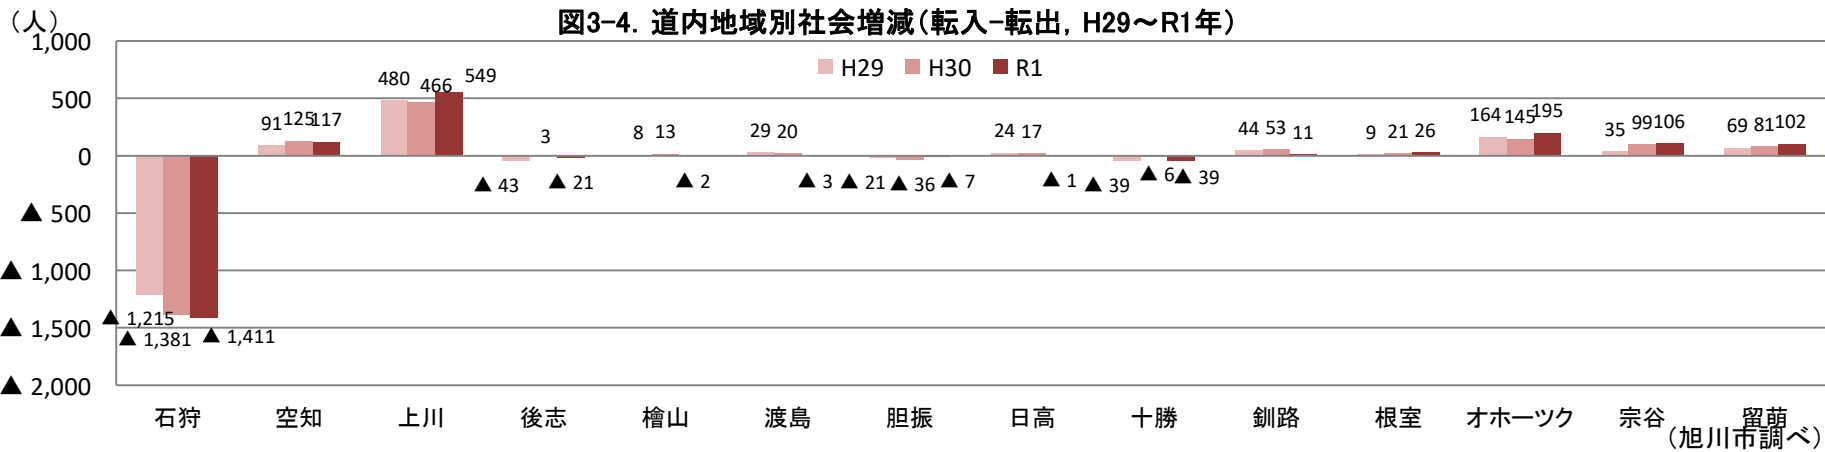 図3-4. 道内地域別社会増減（転入-転出, H29～R1年）
（人）
H29 H30 R1
1,000
500
0
▲ 500
▲ 1,000
▲ 1,500
▲ 2,000
▲ 1,215 ▲ 1,381 ▲ 1,411
91 125 117
480 466 549
▲ 43 3 ▲ 21
8 13 ▲ 2
29 20 ▲ 3
▲ 21 ▲ 36 ▲ 7
24 17 ▲ 1
▲ 39 ▲ 6 ▲ 39
44 53 11
9 21 26
164 145 195
35 99 106
69 81 102
石狩 空知 上川 後志 檜山 渡島 胆振 日高 十勝 釧路 根室 オホーツク 宗谷 留萌
（旭川市調べ）